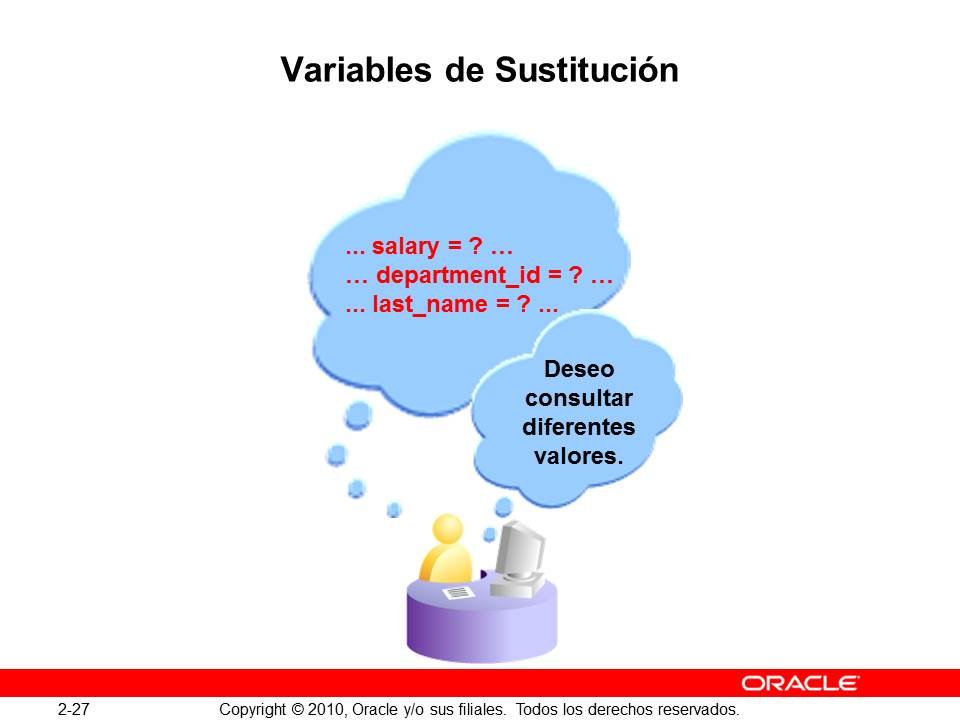 Variables de Sustitución
... salary = ? …
… department_id = ? …
... last_name = ? ...
Deseo
consultar
diferentes
valores.
ORACLE
2-27 Copyright © 2010, Oracle y/o sus filiales. Todos los derechos reservados.